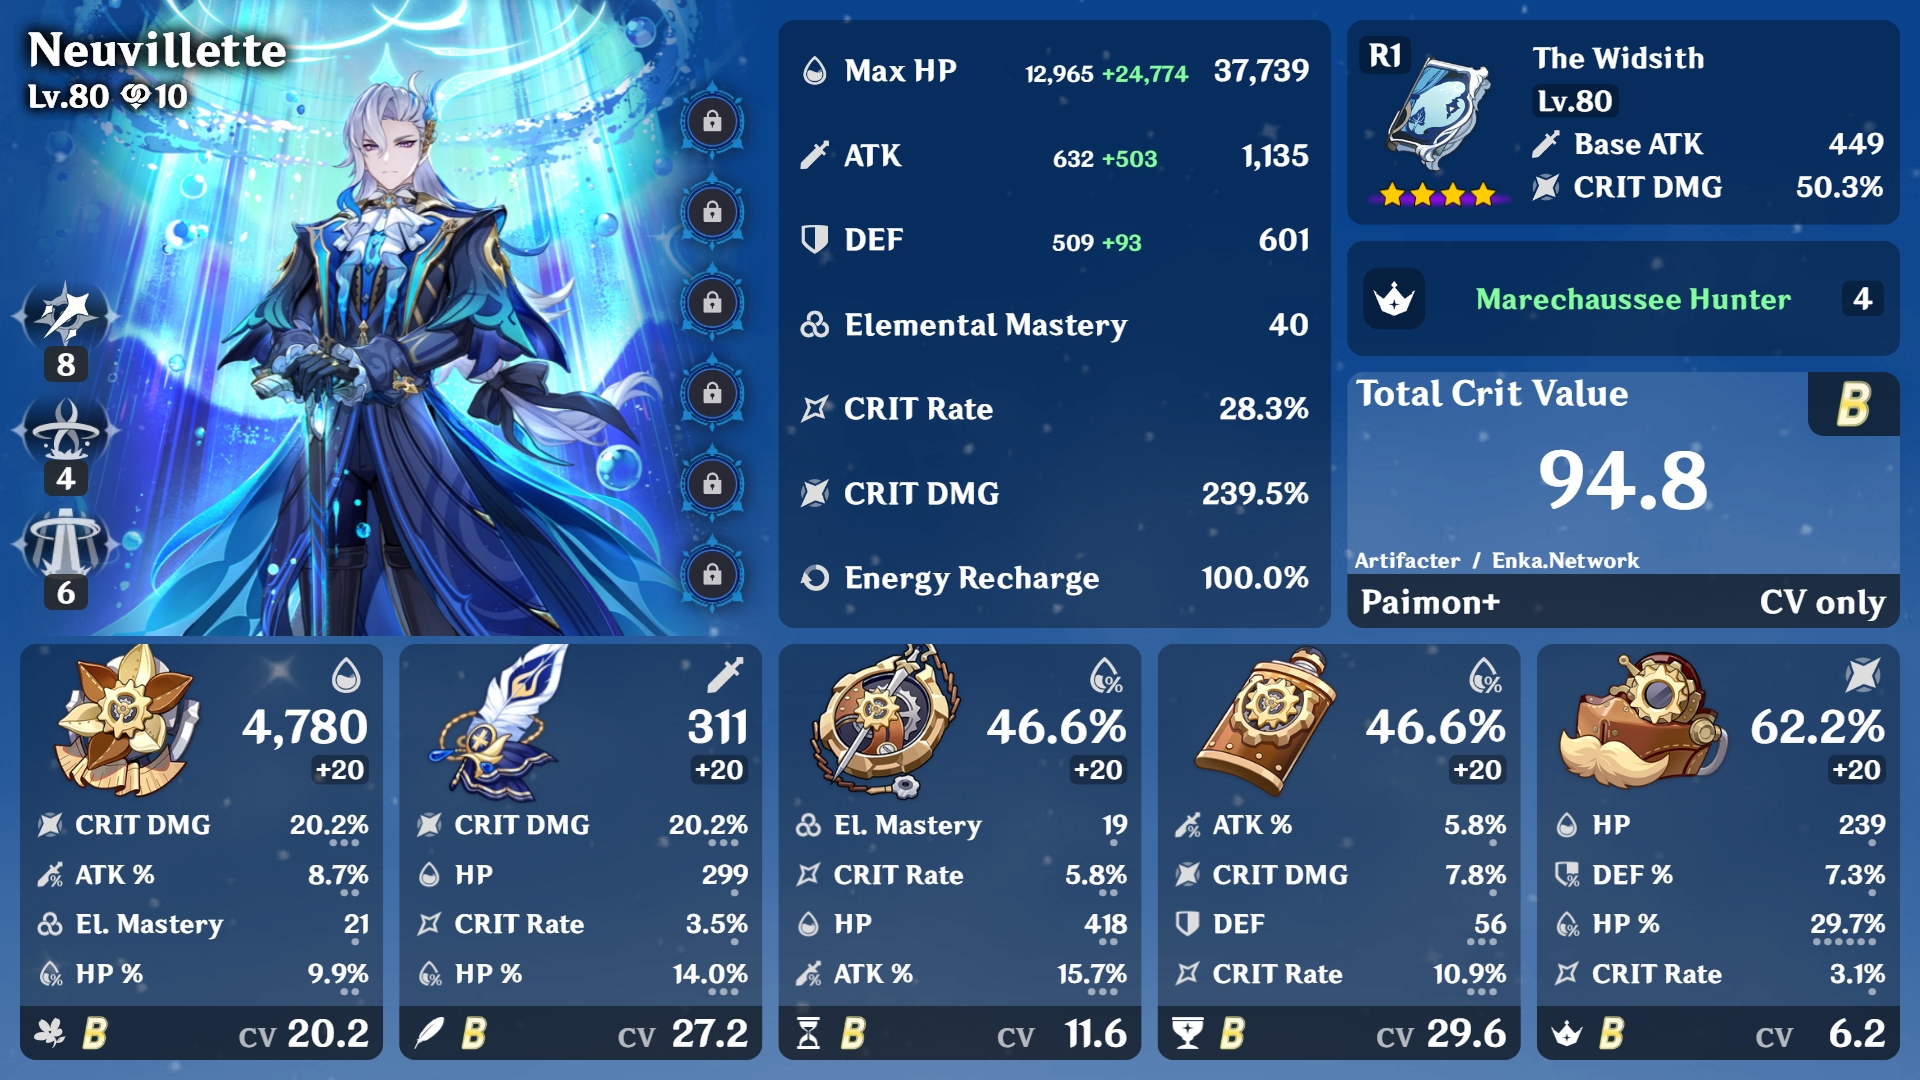 Neuvillette
Lv.80 10
8
4
6
Max HP 12,965 +24,774 37,739
ATK 632 +503 1,135
DEF 509 +93 601
Elemental Mastery 40
CRIT Rate 28.3%
CRIT DMG 239.5%
Energy Recharge 100.0%
R1
The Widsith
Lv.80
Base ATK 449
CRIT DMG 50.3%
Marechaussee Hunter 4
Total Crit Value B
94.8
Artifacter / Enka.Network
Paimon+ CV only
4,780
+20
CRIT DMG 20.2%
ATK % 8.7%
El. Mastery 21
HP % 9.9%
B CV 20.2
311
+20
CRIT DMG 20.2%
HP 299
CRIT Rate 3.5%
HP % 14.0%
B CV 27.2
%
46.6%
+20
El. Mastery 19
CRIT Rate 5.8%
HP 418
ATK % 15.7%
B CV 11.6
%
46.6%
+20
ATK % 5.8%
CRIT DMG 7.8%
DEF 56
CRIT Rate 10.9%
B CV 29.6
62.2%
+20
HP 239
DEF % 7.3%
HP % 29.7%
CRIT Rate 3.1%
B CV 6.2